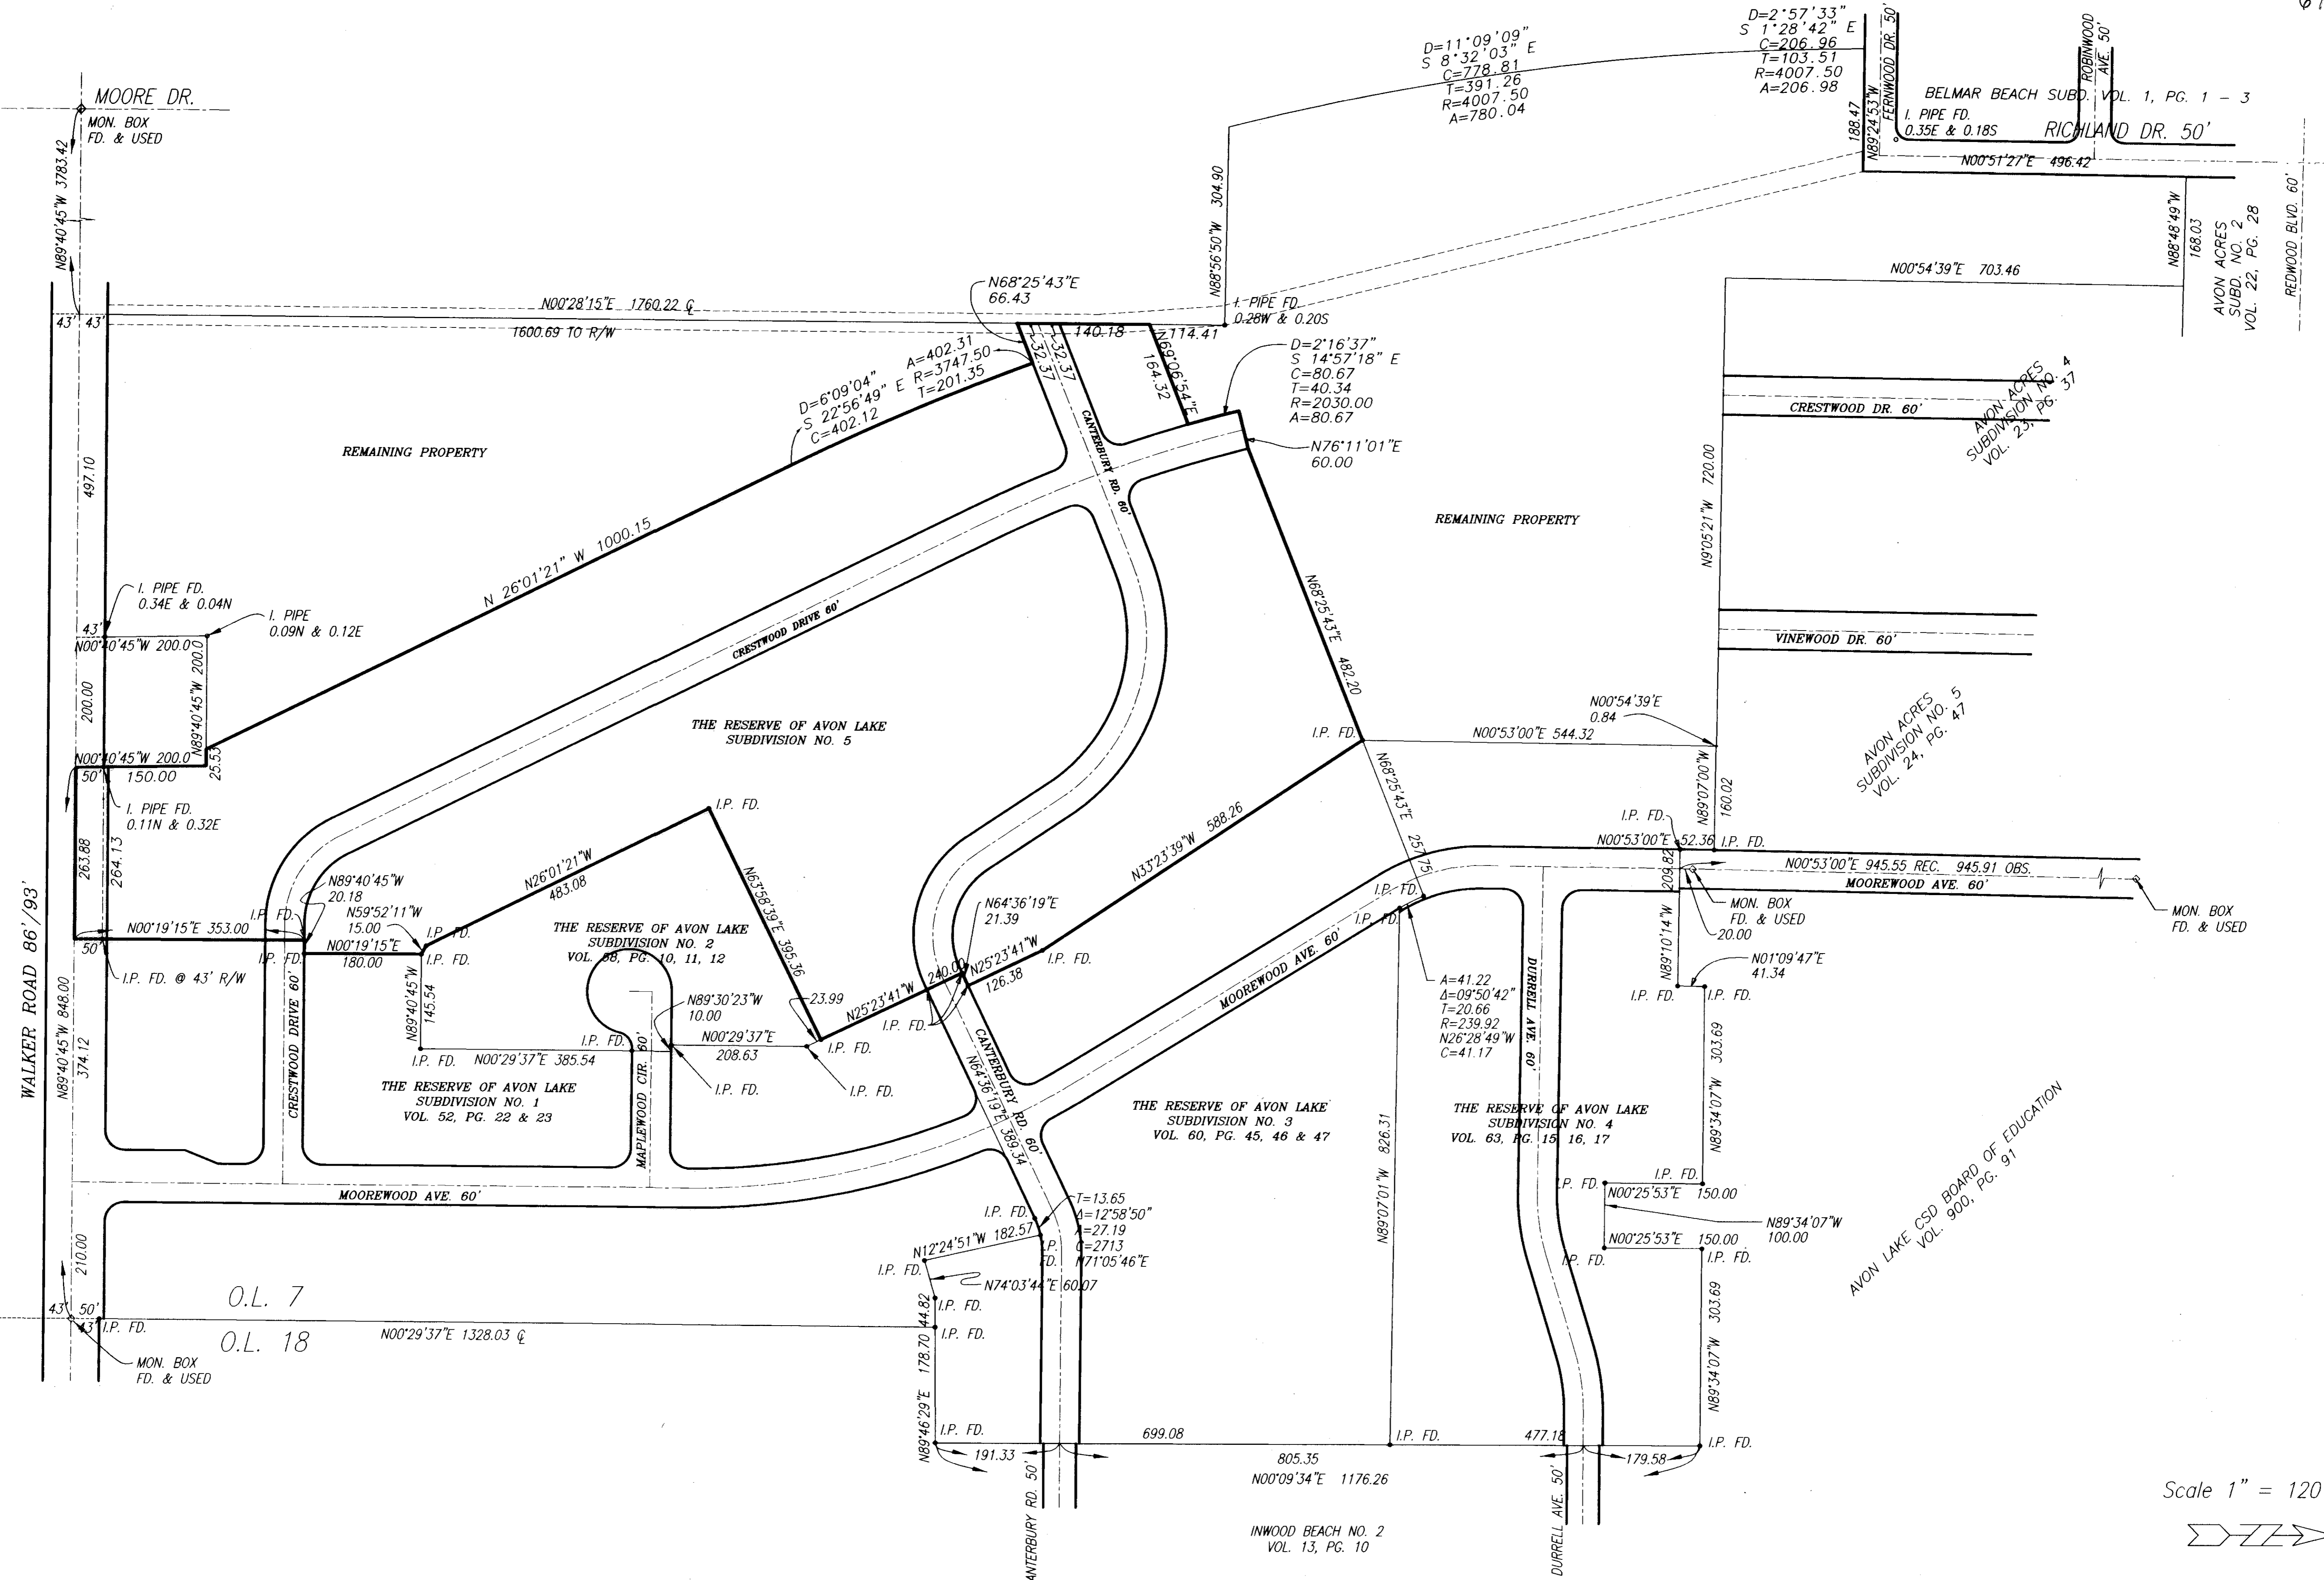 MOORE DR.
MON. BOX
FD. & USED
N89°40'45"W 3783.42
D=11°09'09"
S 8°32'03" E
C=778.81
T=391.26
R=4007.50
A=780.04
D=2°57'33"
S 1°28'42" E
C=206.96
T=103.51
R=4007.50
A=206.98
188.47
N89°24'53"W
FERNWOOD DR. 50'
ROBINWOOD
AVE. 50'
BELMAR BEACH SUBD. VOL. 1, PG. 1 - 3
I. PIPE FD.
0.35E & 0.18S
RICHLAND DR. 50'
N00°51'27"E 496.42
N88°48'49"W
168.03
AVON ACRES
SUBD. NO. 2
VOL. 22, PG. 28
REDWOOD BLVD. 60'
N00°54'39"E 703.46
N88°56'50"W 304.90
N68°25'43"E
66.43
43' 43'
N00°28'15"E 1760.22 ℄
1600.69 TO R/W
I. PIPE FD.
0.28W & 0.20S
140.18
114.41
32.37
32.37
N69°06'54"E
164.32
D=2°16'37"
S 14°57'18" E
C=80.67
T=40.34
R=2030.00
A=80.67
N76°11'01"E
60.00
A=402.31
R=3747.50
T=201.35
D=6°09'04"
S 22°56'49" E
C=402.12
CANTERBURY RD. 60'
REMAINING PROPERTY
497.10
N 26°01'21" W 1000.15
CRESTWOOD DRIVE 60'
REMAINING PROPERTY
N9°05'21"W 720.00
CRESTWOOD DR. 60'
AVON ACRES
SUBDIVISION NO. 4
VOL. 23, PG. 37
VINEWOOD DR. 60'
AVON ACRES
SUBDIVISION NO. 5
VOL. 24, PG. 47
I. PIPE FD.
0.34E & 0.04N
I. PIPE
0.09N & 0.12E
43'
N00°40'45"W 200.0
N89°40'45"W 200.0
200.00
N00°40'45"W 200.0
50'
150.00
25.53
I. PIPE FD.
0.11N & 0.32E
263.88
264.13
THE RESERVE OF AVON LAKE
SUBDIVISION NO. 5
N68°25'43"E 482.20
I.P. FD.
N00°53'00"E 544.32
N00°54'39'E
0.84
N89°07'00"W
160.02
N68°25'43"E 257.75
N33°23'39"W 588.26
I.P. FD.
N00°53'00"E 52.36
I.P. FD.
N00°53'00"E 945.55 REC. 945.91 OBS.
MOOREWOOD AVE. 60'
MON. BOX
FD. & USED
MON. BOX
FD. & USED
20.00
209.82
N89°10'14"W
N01°09'47"E
41.34
I.P. FD.
I.P. FD.
WALKER ROAD 86'/93'
I.P. FD.
N89°40'45"W
20.18
N59°52'11"W
15.00
I.P. FD.
N26°01'21"W
483.08
I.P. FD.
N63°58'39"E 395.36
N00°19'15"E 353.00
50'
I.P. FD. @ 43' R/W
I.P. FD.
N00°19'15"E
180.00
I.P. FD.
N89°40'45"W
145.54
THE RESERVE OF AVON LAKE
SUBDIVISION NO. 2
VOL. 58, PG. 10, 11, 12
N64°36'19"E
21.39
N25°23'41"W
240.00
N25°23'41"W
126.38
I.P. FD.
I.P. FD.
23.99
N89°30'23"W
10.00
N00°29'37"E
208.63
I.P. FD.
I.P. FD.
I.P. FD.
I.P. FD.
N00°29'37"E 385.54
I.P. FD.
THE RESERVE OF AVON LAKE
SUBDIVISION NO. 1
VOL. 52, PG. 22 & 23
CRESTWOOD DRIVE 60'
MAPLEWOOD CIR. 60'
MOOREWOOD AVE. 60'
N89°40'45"W 848.00
374.12
210.00
CANTERBURY RD. 60'
N64°36'19"E 389.34
MOOREWOOD AVE. 60'
I.P. FD.
I.P. FD.
A=41.22
Δ=09°50'42"
T=20.66
R=239.92
N26°28'49"W
C=41.17
DURRELL AVE. 60'
THE RESERVE OF AVON LAKE
SUBDIVISION NO. 3
VOL. 60, PG. 45, 46 & 47
THE RESERVE OF AVON LAKE
SUBDIVISION NO. 4
VOL. 63, PG. 15, 16, 17
N89°07'01"W 826.31
N89°34'07"W 303.69
I.P. FD.
I.P. FD.
N00°25'53"E 150.00
N89°34'07"W
100.00
N00°25'53"E 150.00
I.P. FD.
I.P. FD.
N89°34'07"W 303.69
AVON LAKE CSD BOARD OF EDUCATION
VOL. 900, PG. 91
T=13.65
Δ=12°58'50"
A=27.19
C=2713
N71°05'46"E
I.P. FD.
I.P.
FD.
N12°24'51"W 182.57
I.P. FD.
N74°03'44"E 60.07
I.P. FD.
44.82
I.P. FD.
178.70
N89°46'29"E
O.L. 7
O.L. 18
43' 50'
43'
I.P. FD.
MON. BOX
FD. & USED
N00°29'37"E 1328.03 ℄
I.P. FD.
191.33
699.08
I.P. FD.
477.18
I.P. FD.
179.58
805.35
N00°09'34"E 1176.26
ANTERBURY RD. 50'
DURRELL AVE. 50'
INWOOD BEACH NO. 2
VOL. 13, PG. 10
Scale 1" = 120